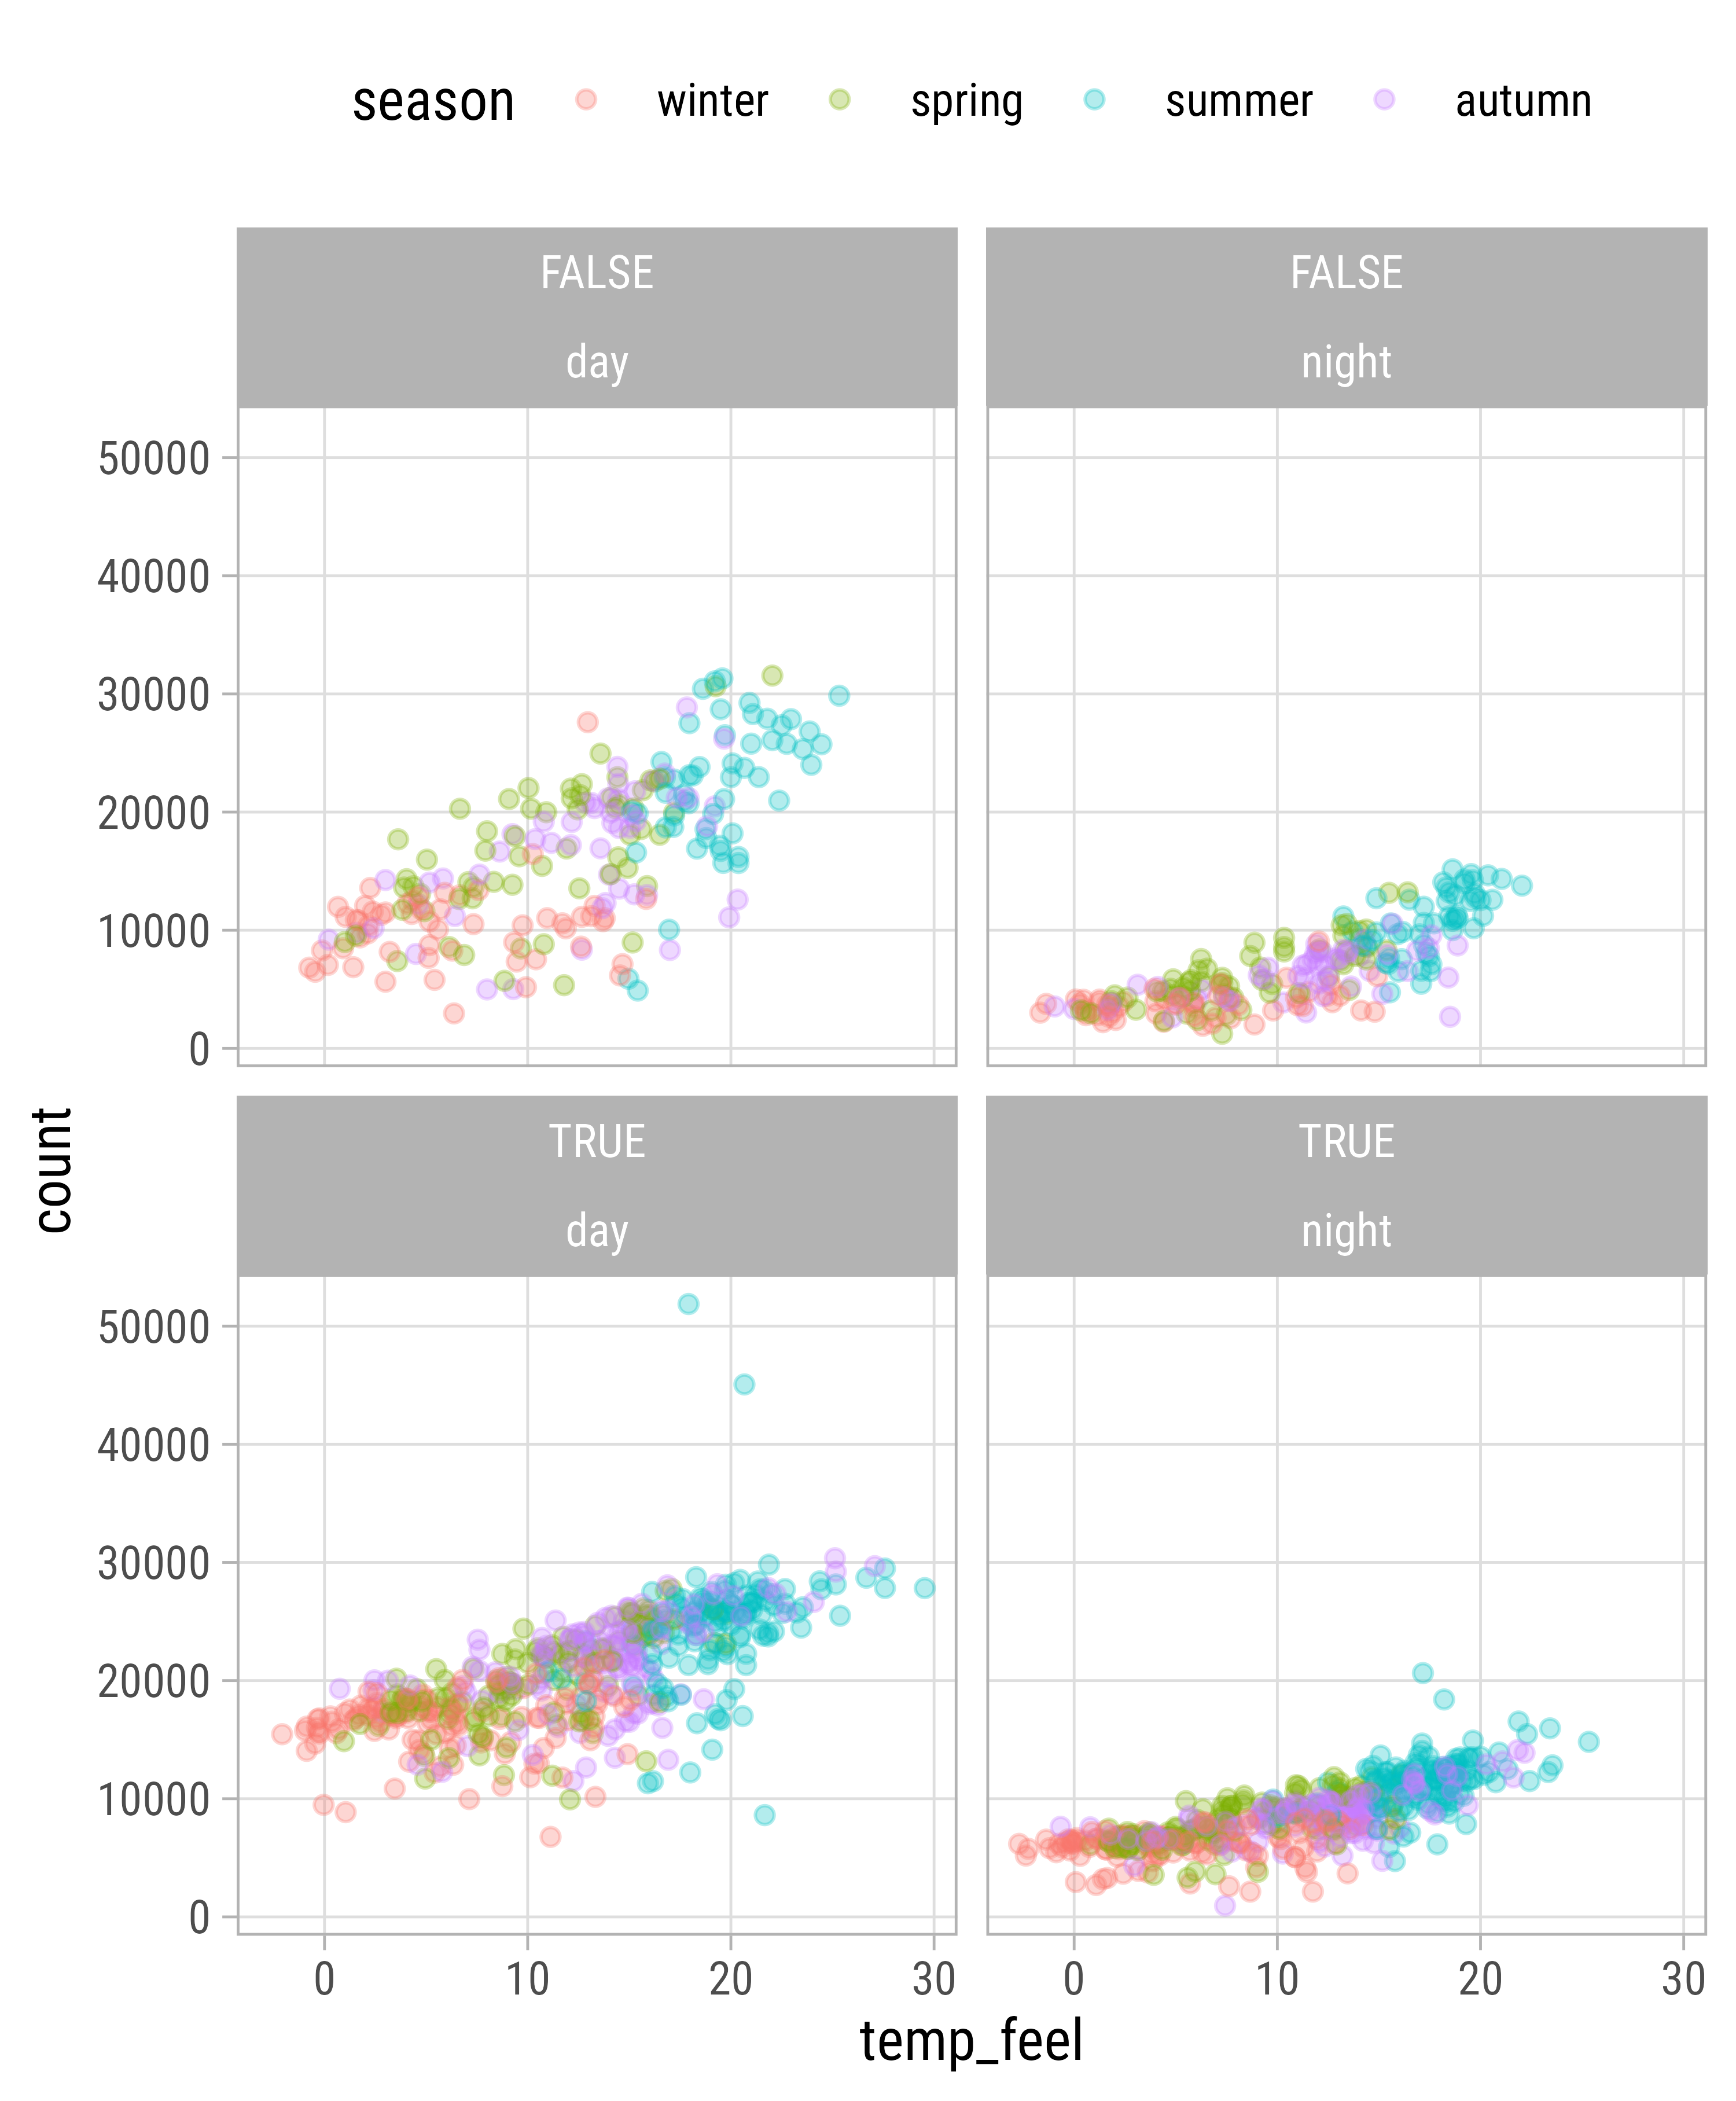 season winter spring summer autumn
FALSE
day
FALSE
night
50000
40000
30000
20000
10000
0
count
TRUE
day
TRUE
night
50000
40000
30000
20000
10000
0
0 10 20 30
0 10 20 30
temp_feel